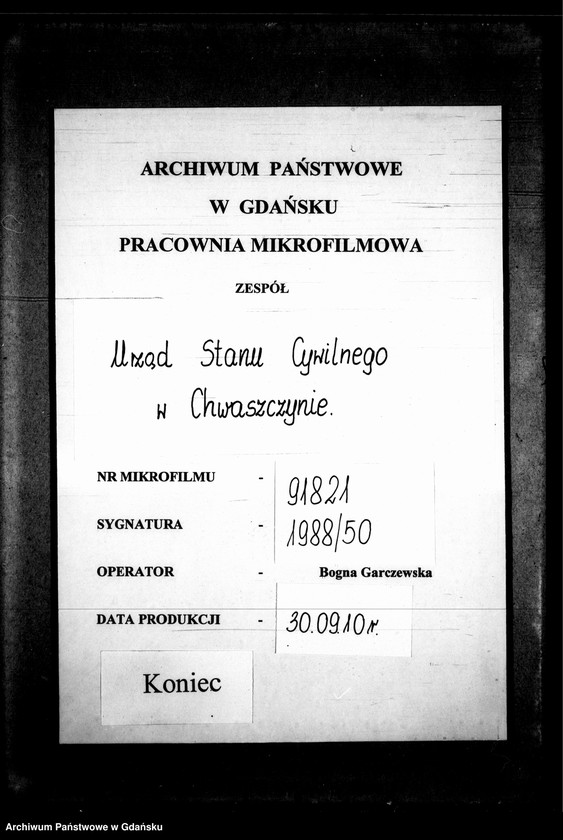 ARCHIWUM PAŃSTWOWE
W GDAŃSKU
PRACOWNIA MIKROFILMOWA
ZESPÓŁ
Urząd Stanu Cywilnego
w Chwaszczynie.
NR MIKROFILMU - 91821
SYGNATURA - 1988/50
OPERATOR - Bogna Garczewska
DATA PRODUKCJI - 30.09.10 r.
Koniec
Archiwum Państwowe w Gdańsku